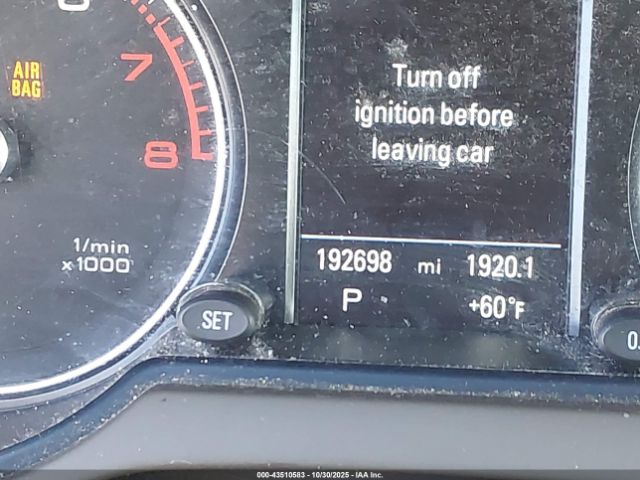 7
8
AIR
BAG
1/min
x1000
SET
Turn off
ignition before
leaving car
192698 mi 1920.1
P +60°F
0.
000-43510583 - 10/30/2025 - IAA Inc.